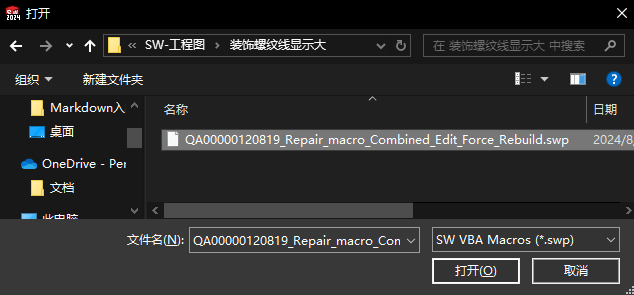 SW 2024 打开
« SW-工程图 › 装饰螺纹线显示大
在 装饰螺纹线显示大 中搜索
组织 新建文件夹
Markdown入
桌面
OneDrive - Per
文档
此电脑
名称 日期
QA00000120819_Repair_macro_Combined_Edit_Force_Rebuild.swp 2024/8
文件名(N): QA00000120819_Repair_macro_Con SW VBA Macros (*.swp)
打开(O) 取消